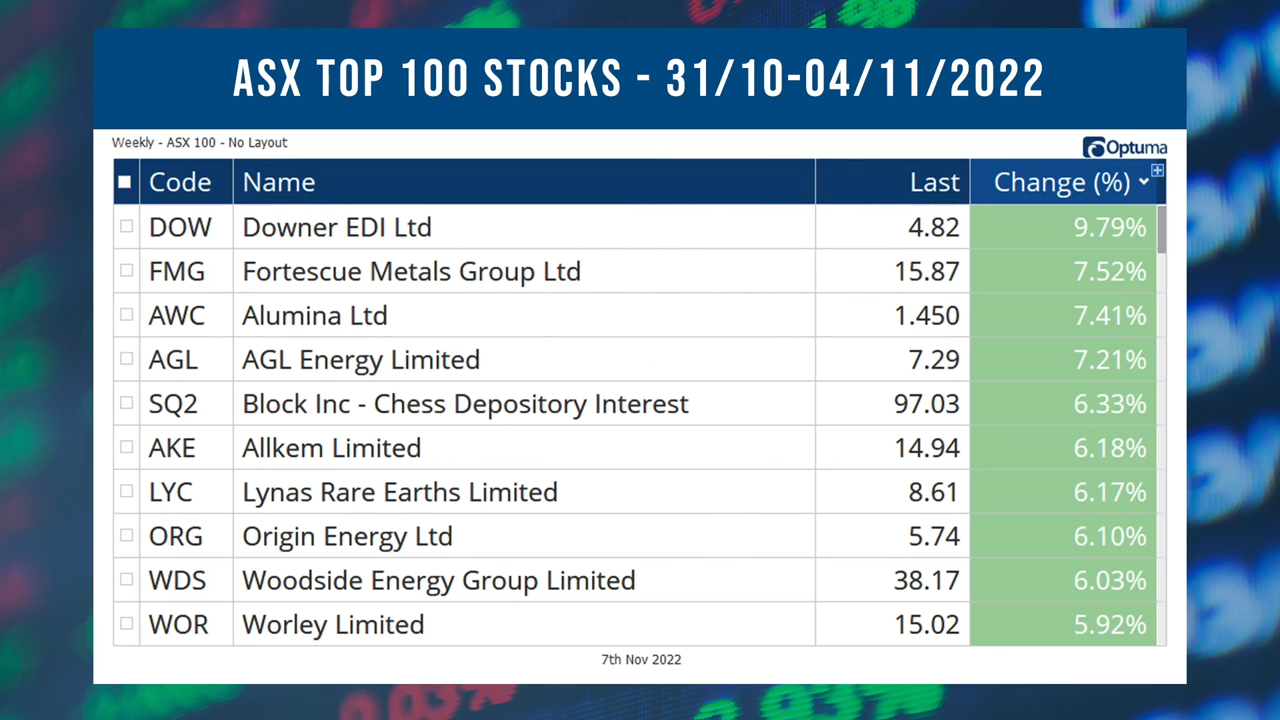 ASX TOP 100 STOCKS - 31/10-04/11/2022
Weekly - ASX 100 - No Layout
Optuma
Code Name Last Change (%)
DOW Downer EDI Ltd 4.82 9.79%
FMG Fortescue Metals Group Ltd 15.87 7.52%
AWC Alumina Ltd 1.450 7.41%
AGL AGL Energy Limited 7.29 7.21%
SQ2 Block Inc - Chess Depository Interest 97.03 6.33%
AKE Allkem Limited 14.94 6.18%
LYC Lynas Rare Earths Limited 8.61 6.17%
ORG Origin Energy Ltd 5.74 6.10%
WDS Woodside Energy Group Limited 38.17 6.03%
WOR Worley Limited 15.02 5.92%
7th Nov 2022